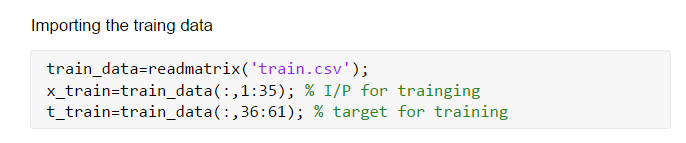 Importing the traing data
train_data=readmatrix('train.csv');
x_train=train_data(:,1:35); % I/P for trainging
t_train=train_data(:,36:61); % target for training